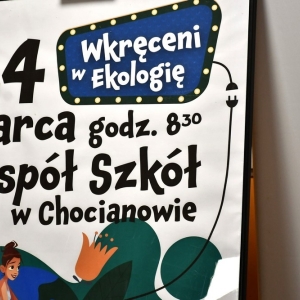 Wkręceni
w Ekologię
4
arca godz. 8³⁰
spół Szkół
w Chocianowie